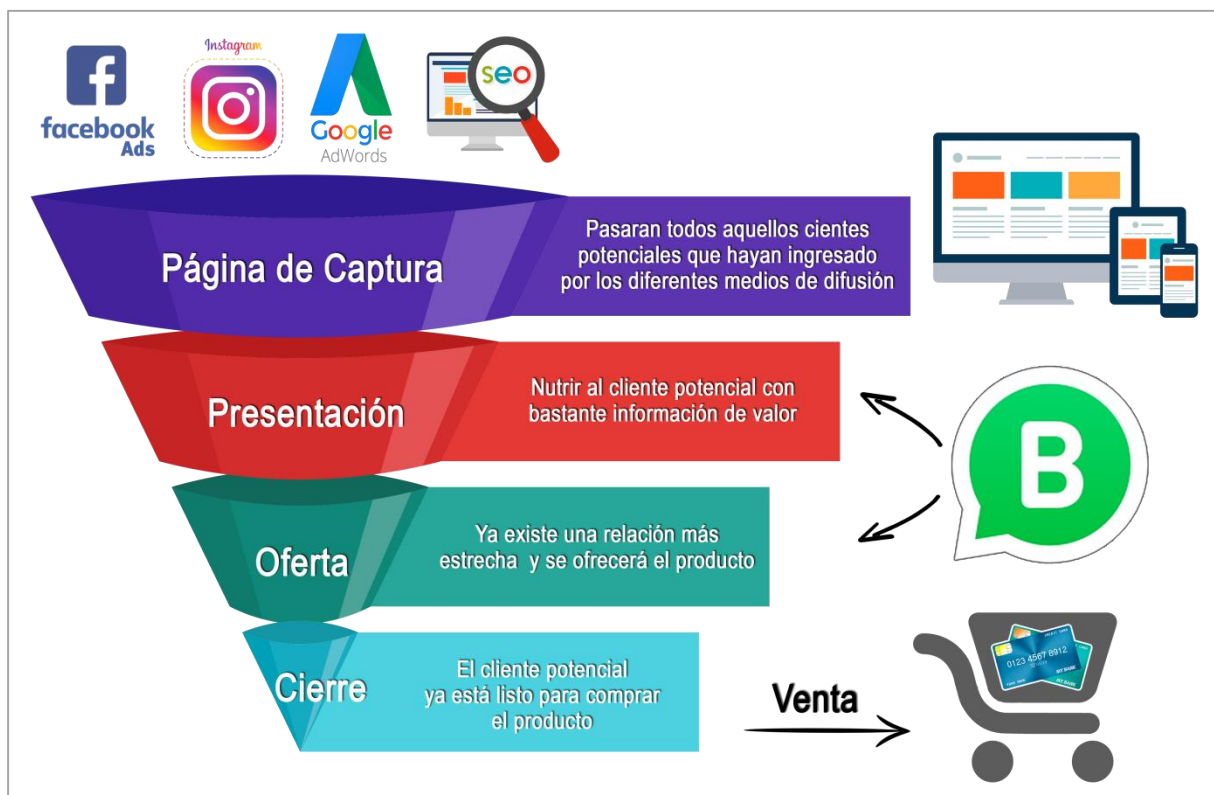 facebook
Ads
Instagram
Google
AdWords
seo
Página de Captura
Pasaran todos aquellos cientes
potenciales que hayan ingresado
por los diferentes medios de difusión
Presentación
Nutrir al cliente potencial con
bastante información de valor
B
Oferta
Ya existe una relación más
estrecha y se ofrecerá el producto
Cierre
El cliente potencial
ya está listo para comprar
el producto
Venta
0123 4567 8912
MY BANK